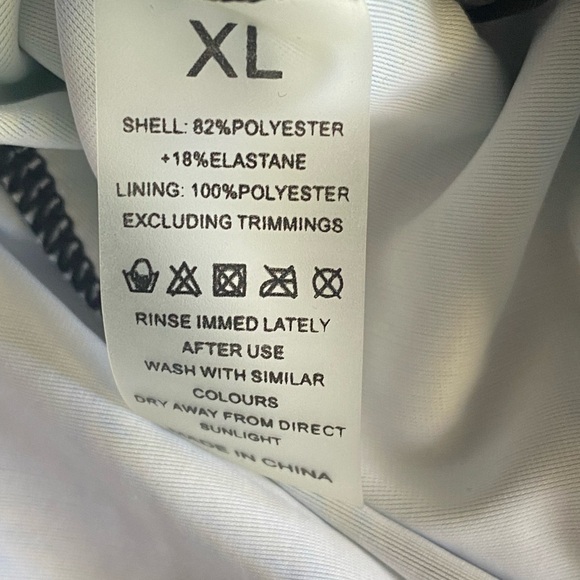 XL
SHELL: 82%POLYESTER
+18%ELASTANE
LINING: 100%POLYESTER
EXCLUDING TRIMMINGS
RINSE IMMED LATELY
AFTER USE
WASH WITH SIMILAR
COLOURS
DRY AWAY FROM DIRECT
SUNLIGHT
MADE IN CHINA